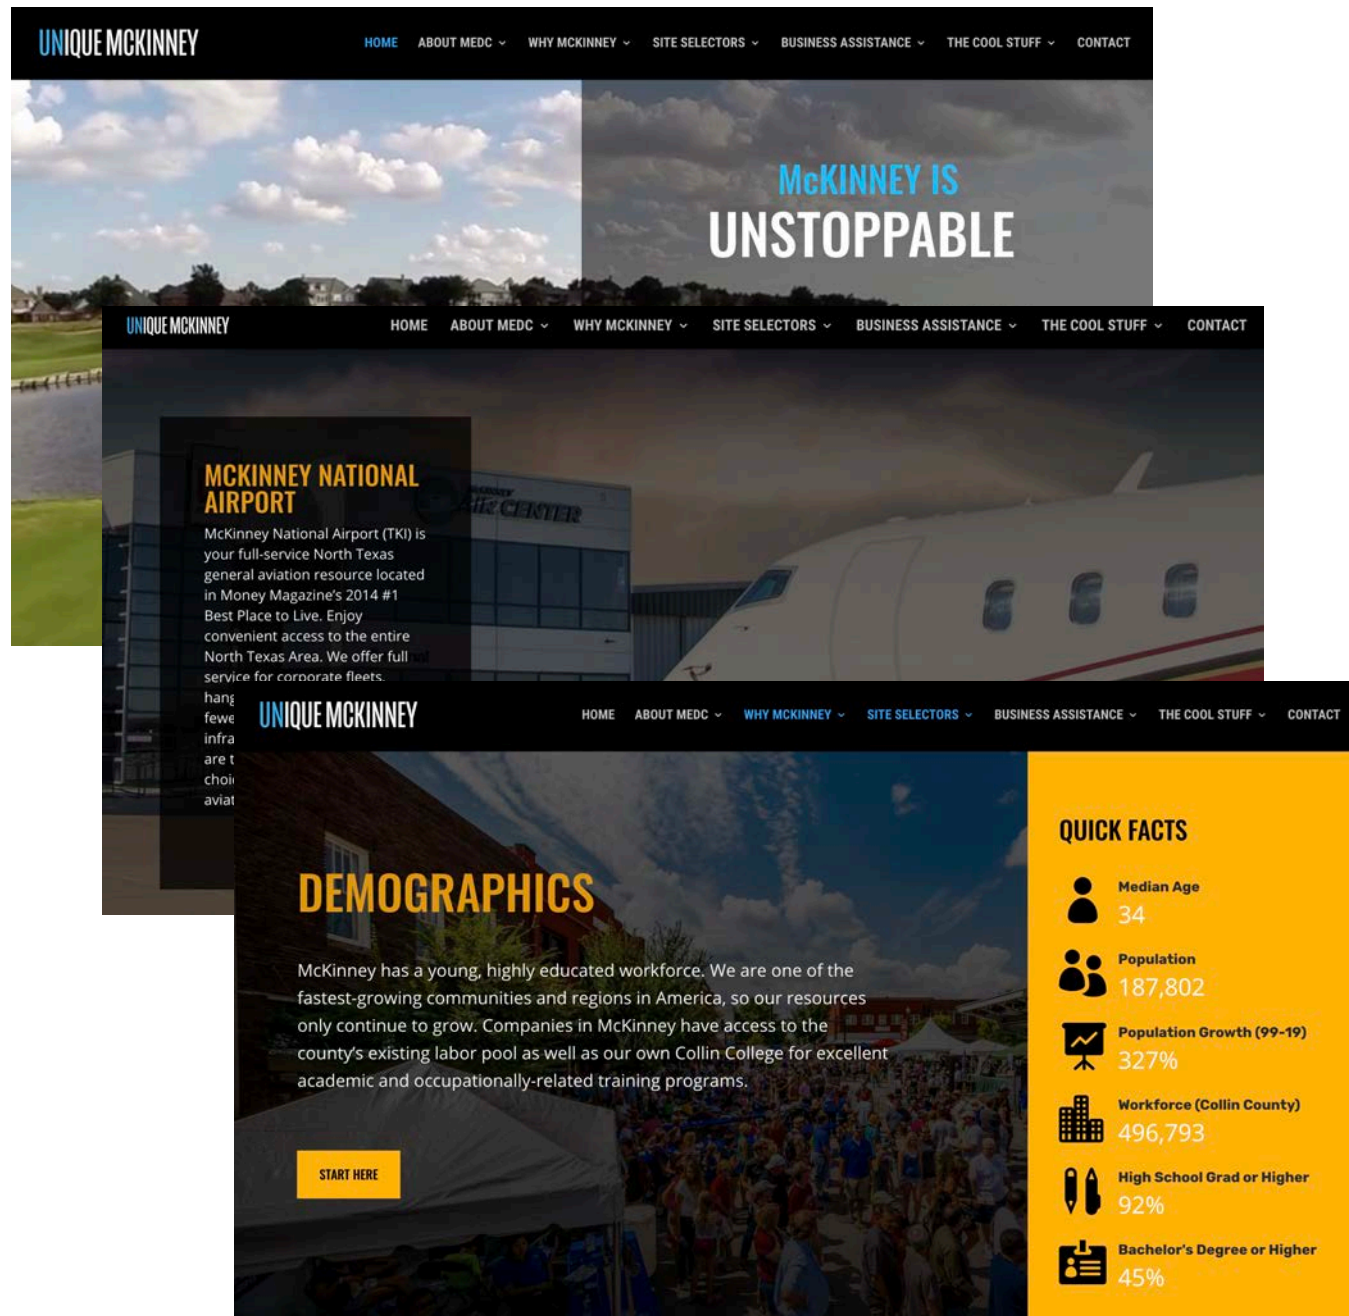 UNIQUE MCKINNEY
HOME ABOUT MEDC WHY MCKINNEY SITE SELECTORS BUSINESS ASSISTANCE THE COOL STUFF CONTACT
McKINNEY IS
UNSTOPPABLE
UNIQUE MCKINNEY
HOME ABOUT MEDC WHY MCKINNEY SITE SELECTORS BUSINESS ASSISTANCE THE COOL STUFF CONTACT
MCKINNEY NATIONAL
AIRPORT
McKinney National Airport (TKI) is
your full-service North Texas
general aviation resource located
in Money Magazine's 2014 #1
Best Place to Live. Enjoy
convenient access to the entire
North Texas Area. We offer full
service for corporate fleets,
are
AIR CENTER
UNIQUE MCKINNEY
HOME ABOUT MEDC WHY MCKINNEY SITE SELECTORS BUSINESS ASSISTANCE THE COOL STUFF CONTACT
DEMOGRAPHICS
McKinney has a young, highly educated workforce. We are one of the
fastest-growing communities and regions in America, so our resources
only continue to grow. Companies in McKinney have access to the
county's existing labor pool as well as our own Collin College for excellent
academic and occupationally-related training programs.
START HERE
QUICK FACTS
Median Age
34
Population
187,802
Population Growth (99-19)
327%
Workforce (Collin County)
496,793
High School Grad or Higher
92%
Bachelor's Degree or Higher
45%